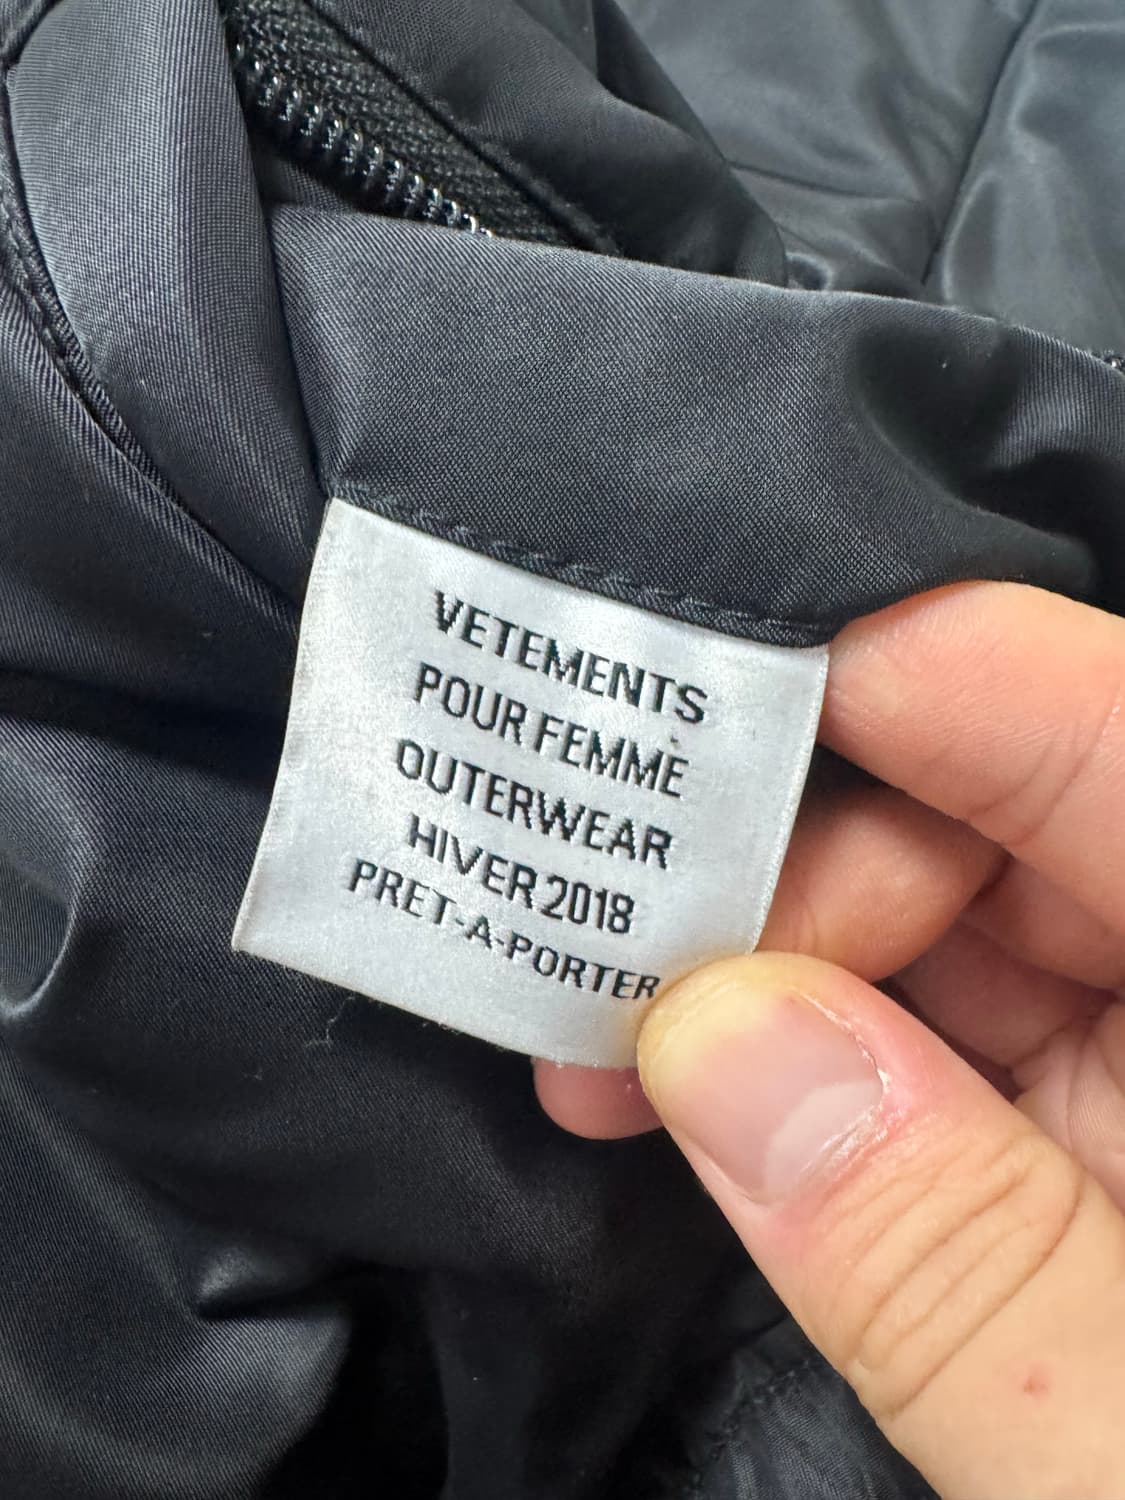 VETEMENTS
POUR FEMME
OUTERWEAR
HIVER 2018
PRET-A-PORTER